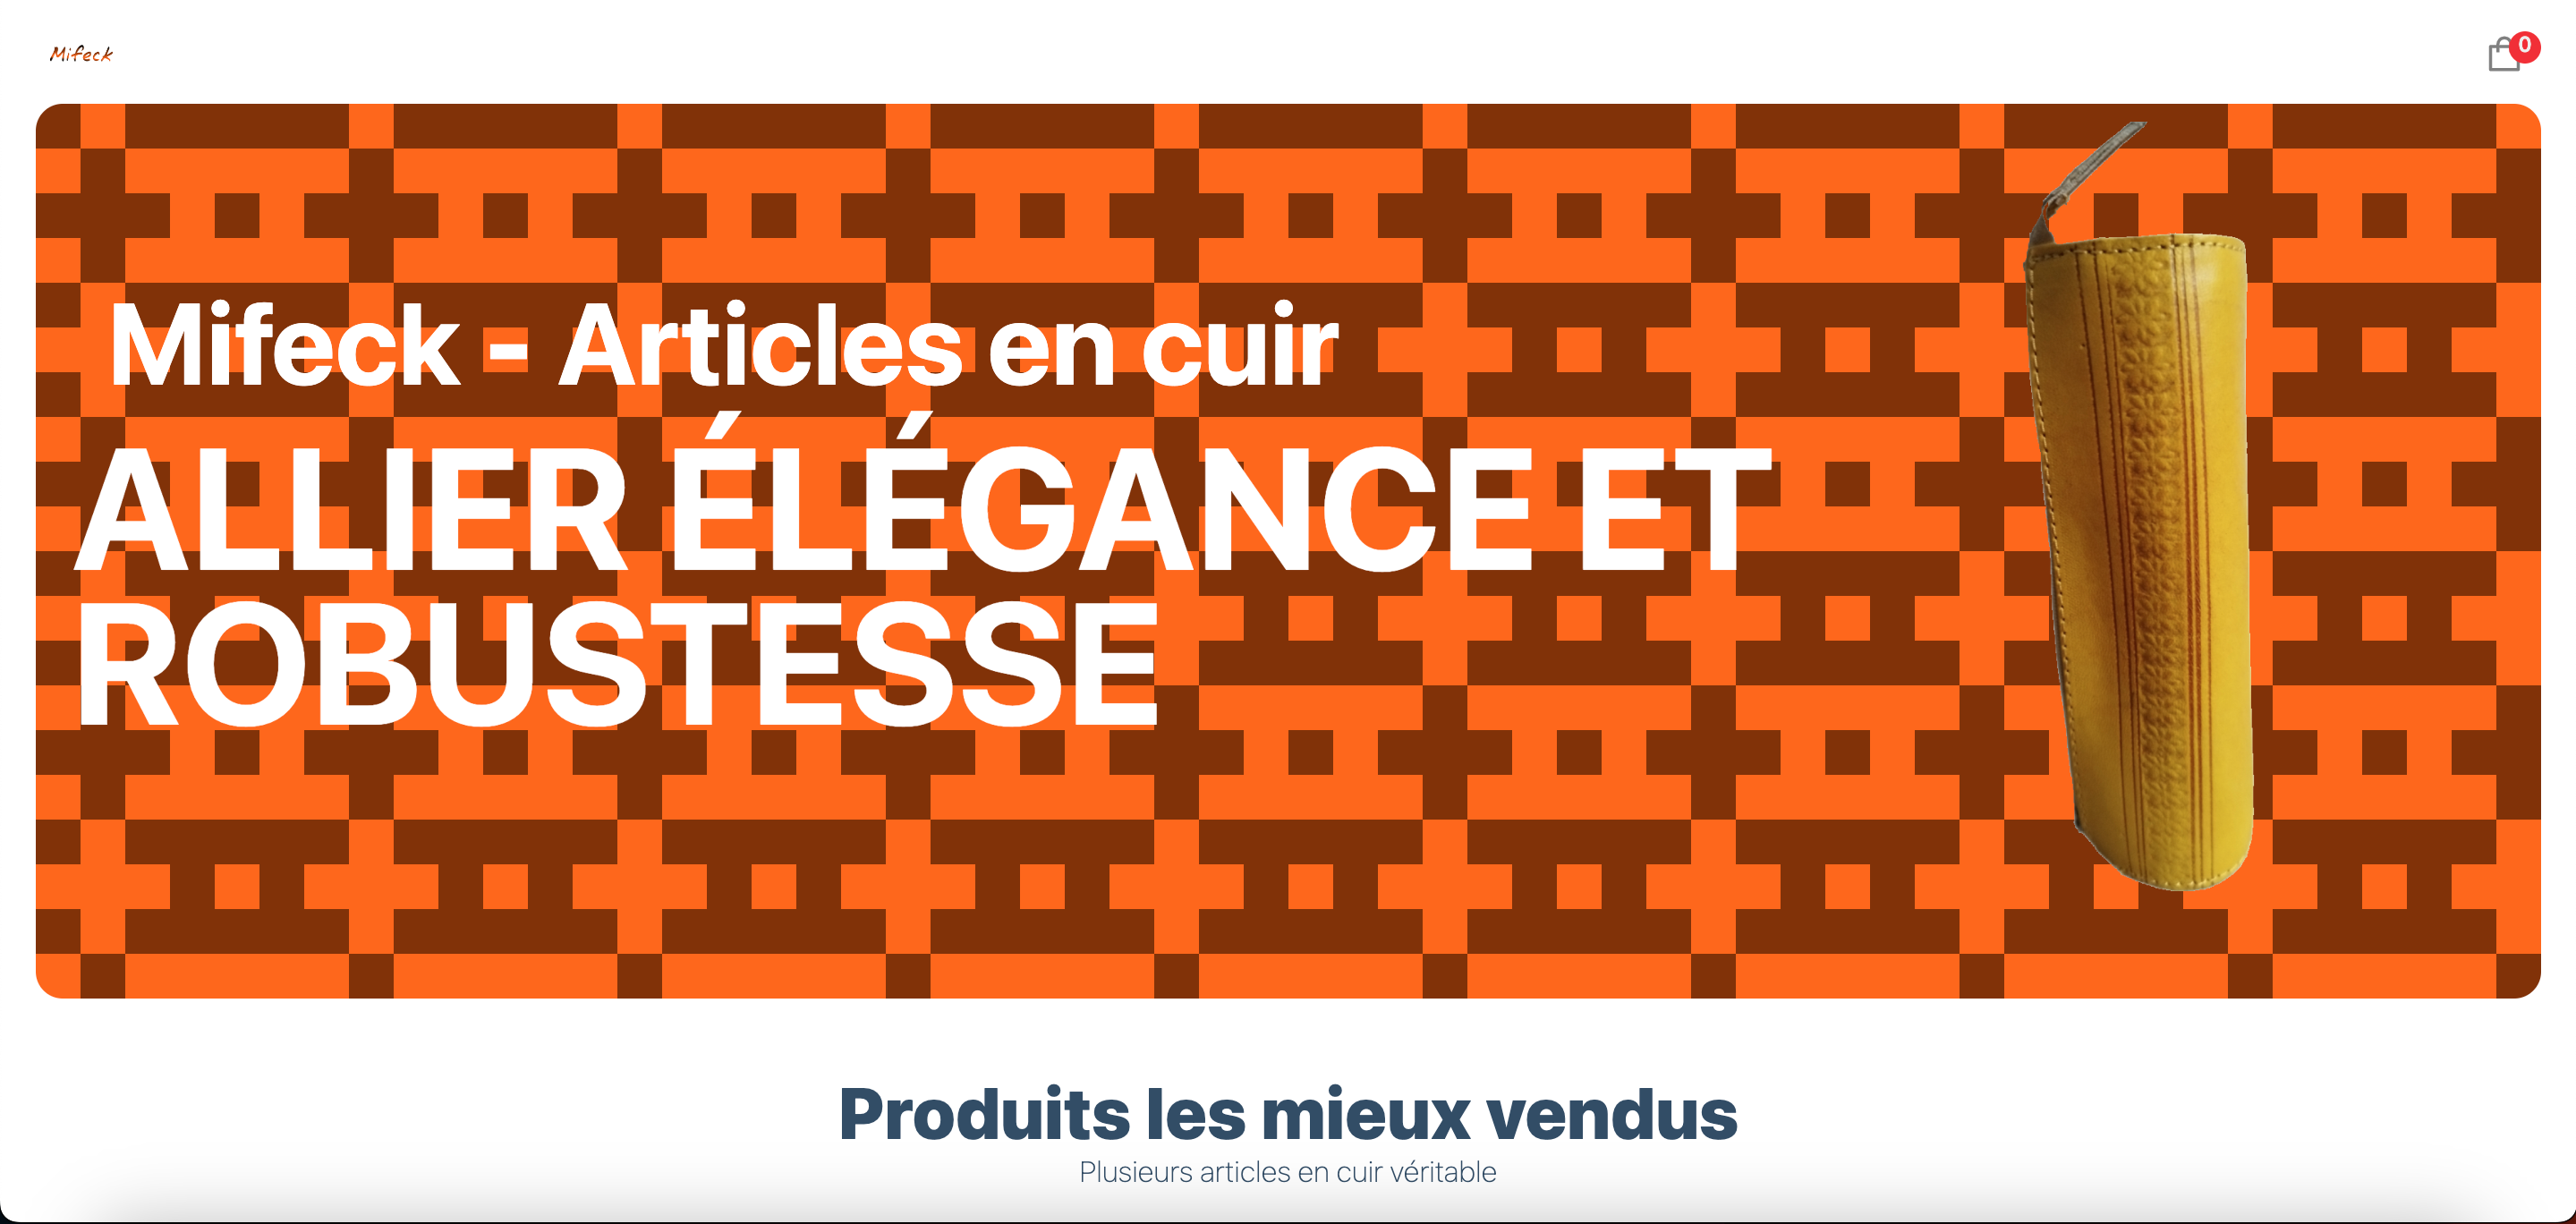 Mifeck
0
Mifeck - Articles en cuir
ALLIER ÉLÉGANCE ET
ROBUSTESSE
Produits les mieux vendus
Plusieurs articles en cuir véritable